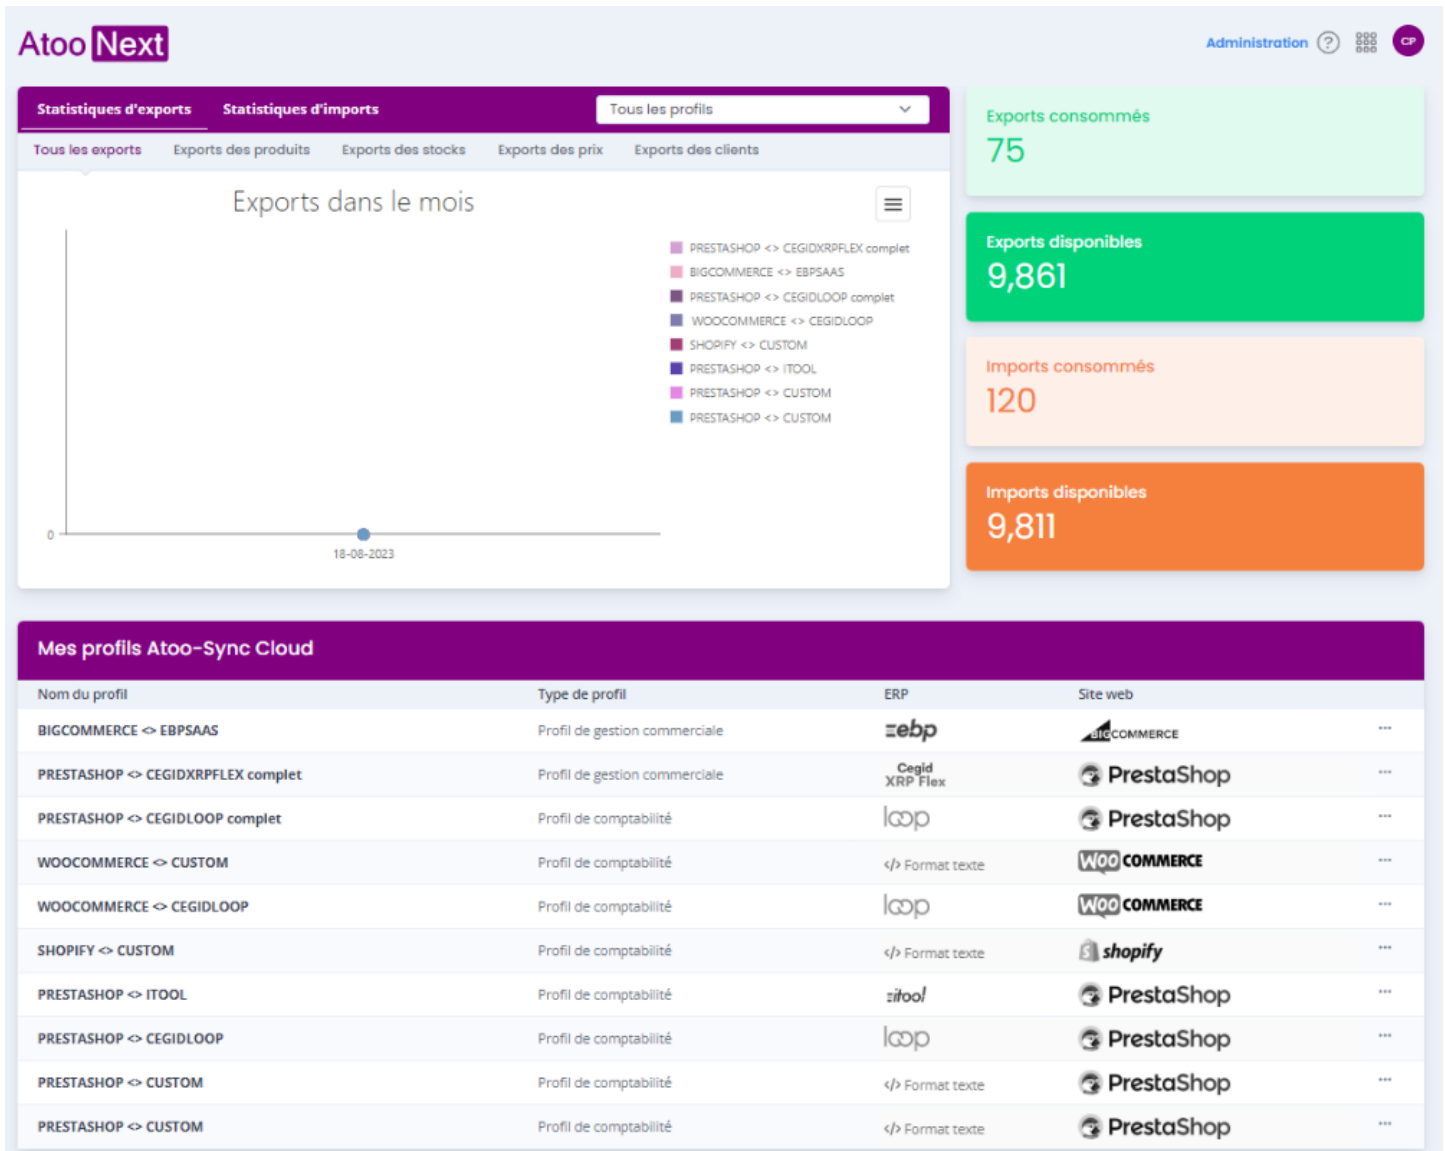 Atoo Next
Administration ? CP
Statistiques d'exports Statistiques d'imports Tous les profils
Tous les exports Exports des produits Exports des stocks Exports des prix Exports des clients
Exports dans le mois
PRESTASHOP <> CEGIDXRPFLEX complet
BIGCOMMERCE <> EBPSAAS
PRESTASHOP <> CEGIDLOOP complet
WOOCOMMERCE <> CEGIDLOOP
SHOPIFY <> CUSTOM
PRESTASHOP <> ITOOL
PRESTASHOP <> CUSTOM
PRESTASHOP <> CUSTOM
0
18-08-2023
Exports consommés
75
Exports disponibles
9,861
Imports consommés
120
Imports disponibles
9,811
Mes profils Atoo-Sync Cloud
Nom du profil Type de profil ERP Site web
BIGCOMMERCE <> EBPSAAS Profil de gestion commerciale ebp BIGCOMMERCE ...
PRESTASHOP <> CEGIDXRPFLEX complet Profil de gestion commerciale Cegid XRP Flex PrestaShop ...
PRESTASHOP <> CEGIDLOOP complet Profil de comptabilité loop PrestaShop ...
WOOCOMMERCE <> CUSTOM Profil de comptabilité </> Format texte WOO COMMERCE ...
WOOCOMMERCE <> CEGIDLOOP Profil de comptabilité loop WOO COMMERCE ...
SHOPIFY <> CUSTOM Profil de comptabilité </> Format texte shopify ...
PRESTASHOP <> ITOOL Profil de comptabilité itool PrestaShop ...
PRESTASHOP <> CEGIDLOOP Profil de comptabilité loop PrestaShop ...
PRESTASHOP <> CUSTOM Profil de comptabilité </> Format texte PrestaShop ...
PRESTASHOP <> CUSTOM Profil de comptabilité </> Format texte PrestaShop ...